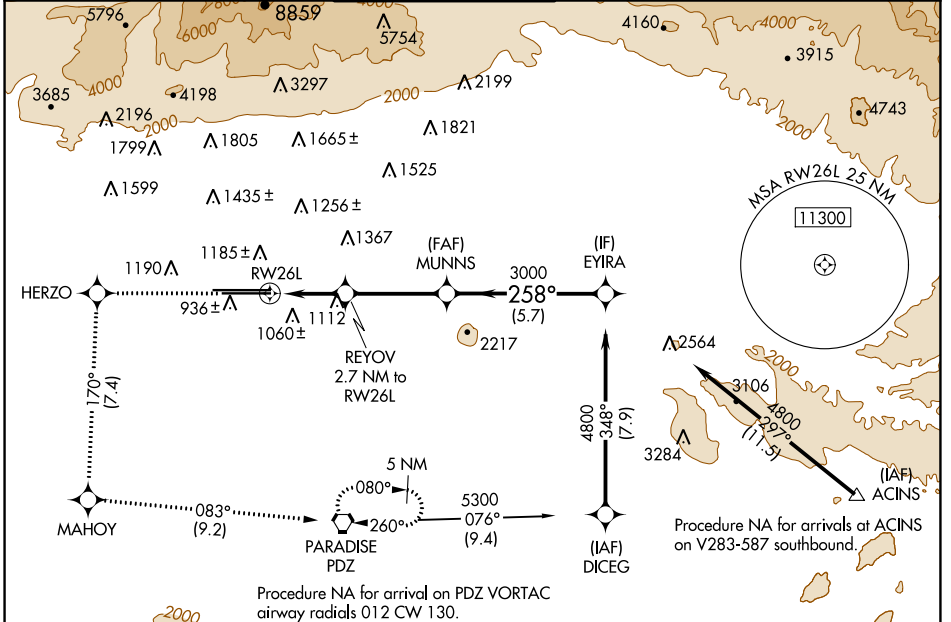 5796
6000
8859
4000
5754
4160
4000
3915
3685
4000
4198
3297
2000
2199
4743
2000
2196
2000
1799
1805
1665 ±
1821
1525
1599
1435 ±
1256 ±
MSA RW26L 25 NM
11300
1367
1185 ±
1190
RW26L
(FAF)
MUNNS
3000
258°
(5.7)
(IF)
EYIRA
HERZO
936 ±
1060 ±
1112
REYOV
2.7 NM to
RW26L
2217
2564
2000
3106
4800
297°
(11.5)
3284
170°
(7.4)
4800
348°
(7.9)
(IAF)
ACINS
Procedure NA for arrivals at ACINS
on V283-587 southbound.
MAHOY
083°
(9.2)
5 NM
080°
260°
5300
076°
(9.4)
PARADISE
PDZ
(IAF)
DICEG
Procedure NA for arrival on PDZ VORTAC
airway radials 012 CW 130.
2000